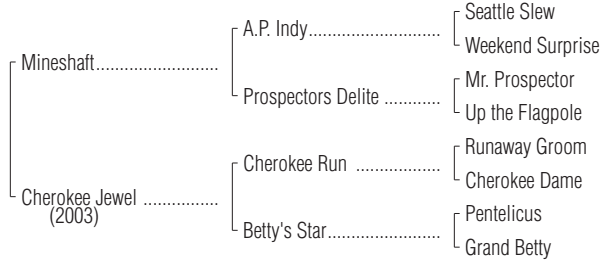 Seattle Slew
A.P. Indy..............................
Weekend Surprise
Mineshaft............................
Mr. Prospector
Prospectors Delite ............
Up the Flagpole
Runaway Groom
Cherokee Run ..................
Cherokee Dame
Cherokee Jewel ................
(2003)
Pentelicus
Betty's Star.........................
Grand Betty